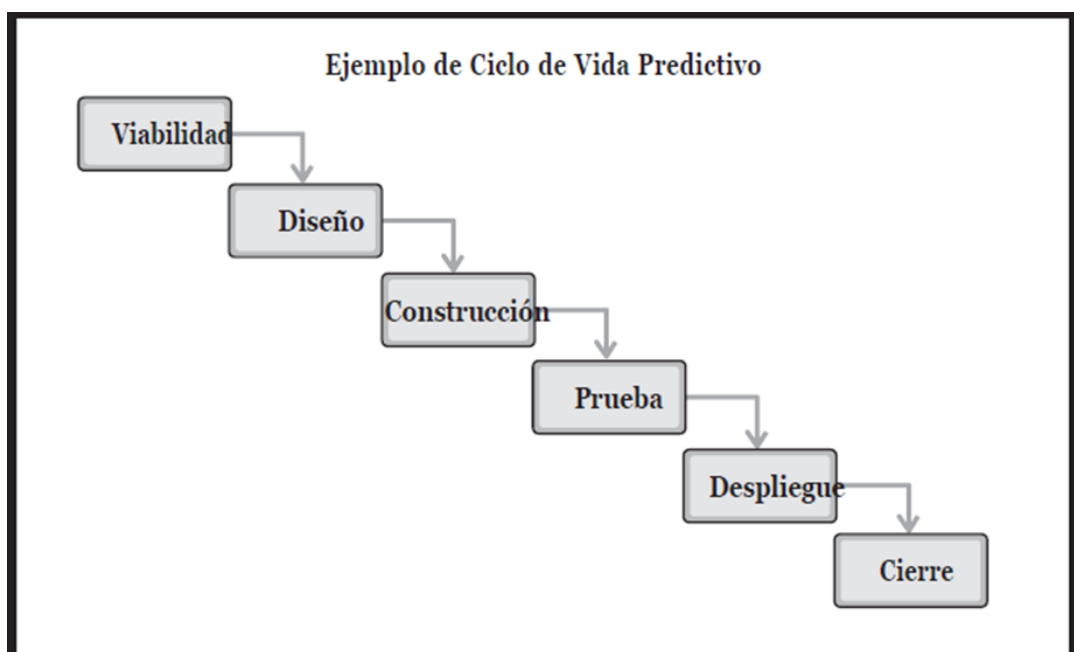 Ejemplo de Ciclo de Vida Predictivo
Viabilidad
Diseño
Construcción
Prueba
Despliegue
Cierre